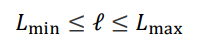 L_min ≤ ℓ ≤ L_max